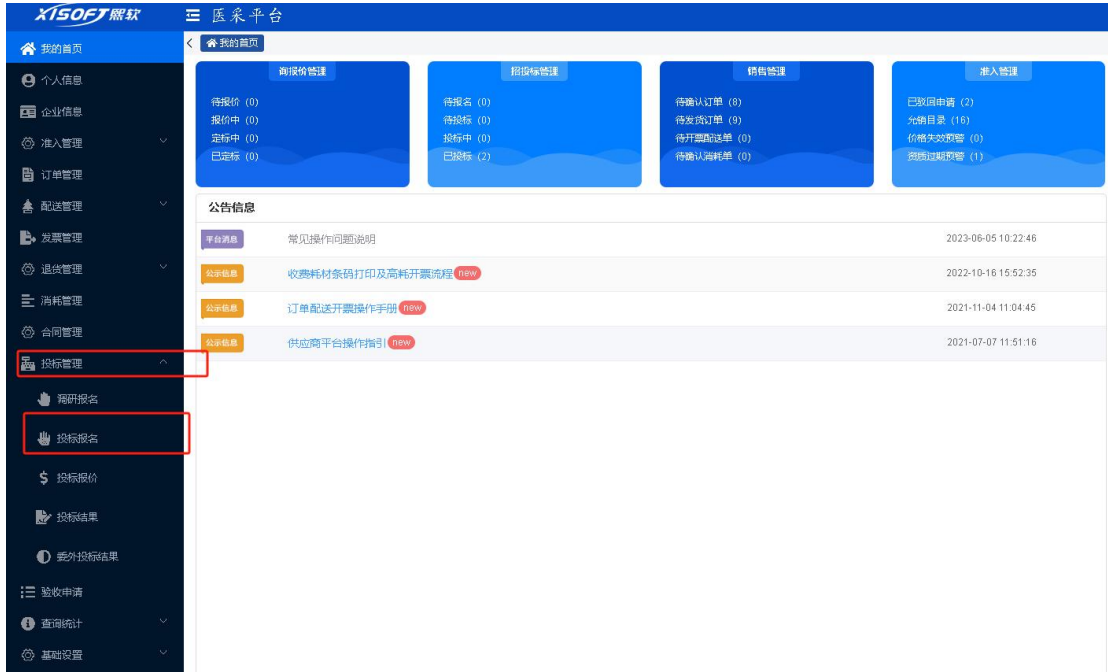 XISOFT熙软
医采平台
我的首页
个人信息
企业信息
准入管理
订单管理
配送管理
发票管理
退货管理
消耗管理
合同管理
投标管理
调研报名
投标报名
投标报价
投标结果
委外投标结果
验收申请
查询统计
基础设置
我的首页
询报价管理
待报价 (0)
报价中 (0)
定标中 (0)
已定标 (0)
招投标管理
待报名 (0)
待投标 (0)
投标中 (0)
已投标 (2)
销售管理
待确认订单 (8)
待发货订单 (9)
待开票配送单 (0)
待确认消耗单 (0)
准入管理
已驳回申请 (2)
允销目录 (16)
价格失效预警 (0)
资质过期预警 (1)
公告信息
平台消息 常见操作问题说明 2023-06-05 10:22:46
公示信息 收费耗材条码打印及高耗开票流程 new 2022-10-16 15:52:35
公示信息 订单配送开票操作手册 new 2021-11-04 11:04:45
公示信息 供应商平台操作指引 new 2021-07-07 11:51:16